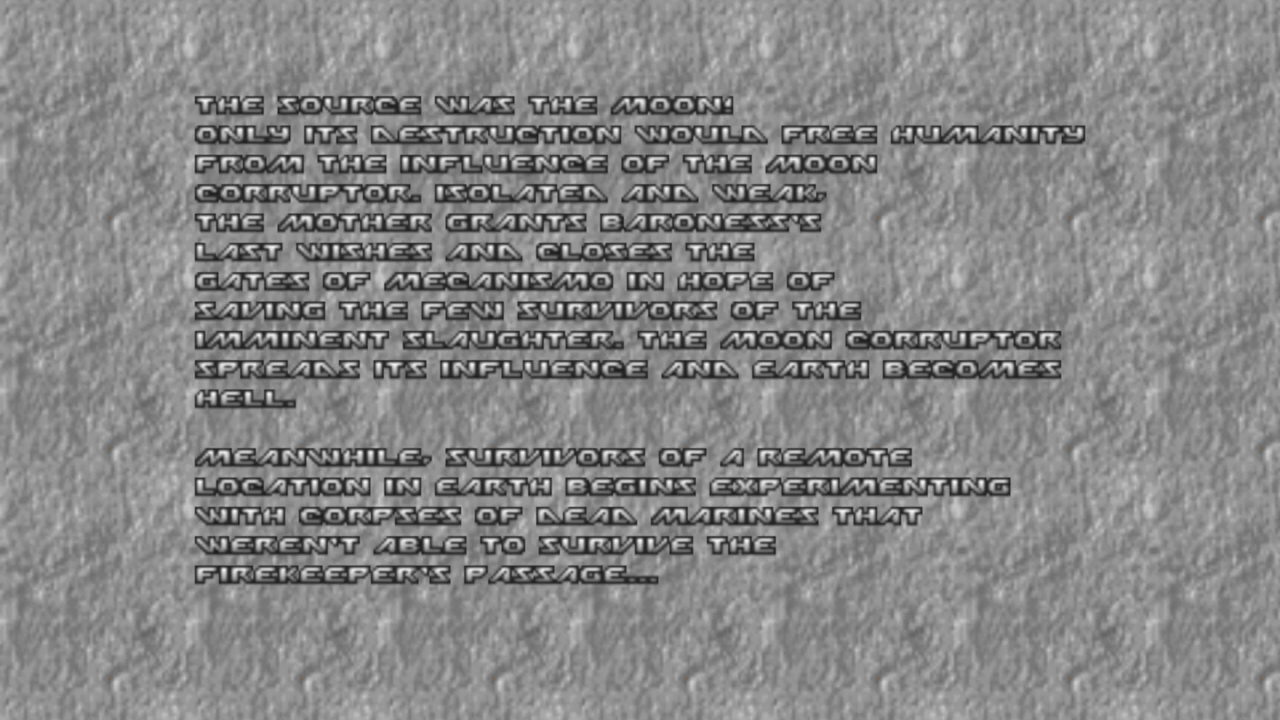 THE SOURCE WAS THE MOON!
ONLY ITS DESTRUCTION WOULD FREE HUMANITY
FROM THE INFLUENCE OF THE MOON
CORRUPTOR. ISOLATED AND WEAK,
THE MOTHER GRANTS BARONESS'S
LAST WISHES AND CLOSES THE
GATES OF MECANISMO IN HOPE OF
SAVING THE FEW SURVIVORS OF THE
IMMINENT SLAUGHTER. THE MOON CORRUPTOR
SPREADS ITS INFLUENCE AND EARTH BECOMES
HELL.
MEANWHILE, SURVIVORS OF A REMOTE
LOCATION IN EARTH BEGINS EXPERIMENTING
WITH CORPSES OF DEAD MARINES THAT
WEREN'T ABLE TO SURVIVE THE
FIREKEEPER'S PASSAGE...